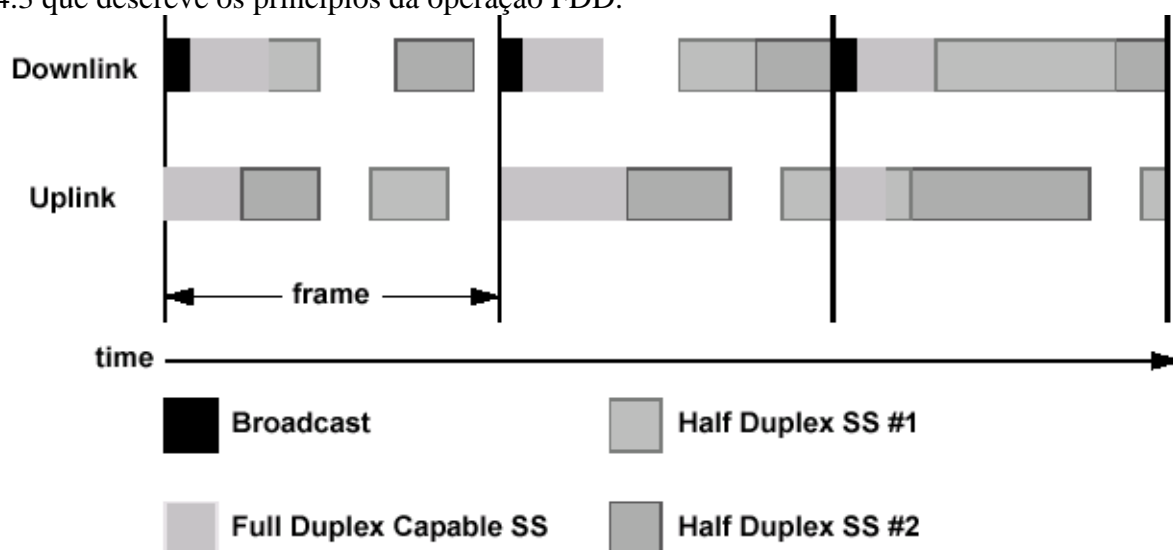 4.3 que descreve os princípios da operação FDD.
Downlink
Uplink
frame
time
Broadcast
Half Duplex SS #1
Full Duplex Capable SS
Half Duplex SS #2